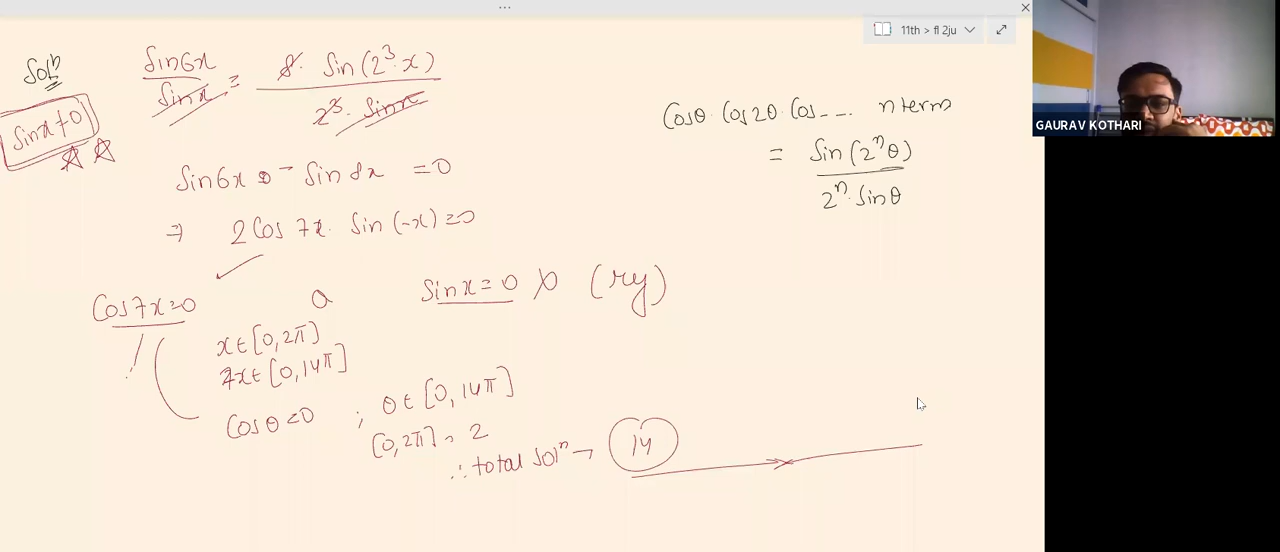 11th > fl 2ju
GAURAV KOTHARI
Solⁿ
sinx≠0
Sin6x / Sinx = 8. Sin(2³.x) / 2³. Sinx
Sin6x - Sin8x = 0
⇒ 2Cos7x. Sin(-x)=0
Cos7x=0 Sinx=0 (rej)
x∈[0,2π]
7x∈[0,14π]
Cosθ=0 ; θ∈[0,14π]
[0,2π] → 2
∴ total Solⁿ → 14
Cosθ. Cos2θ. Cos--- n term
= Sin(2ⁿθ) / 2ⁿ.Sinθ